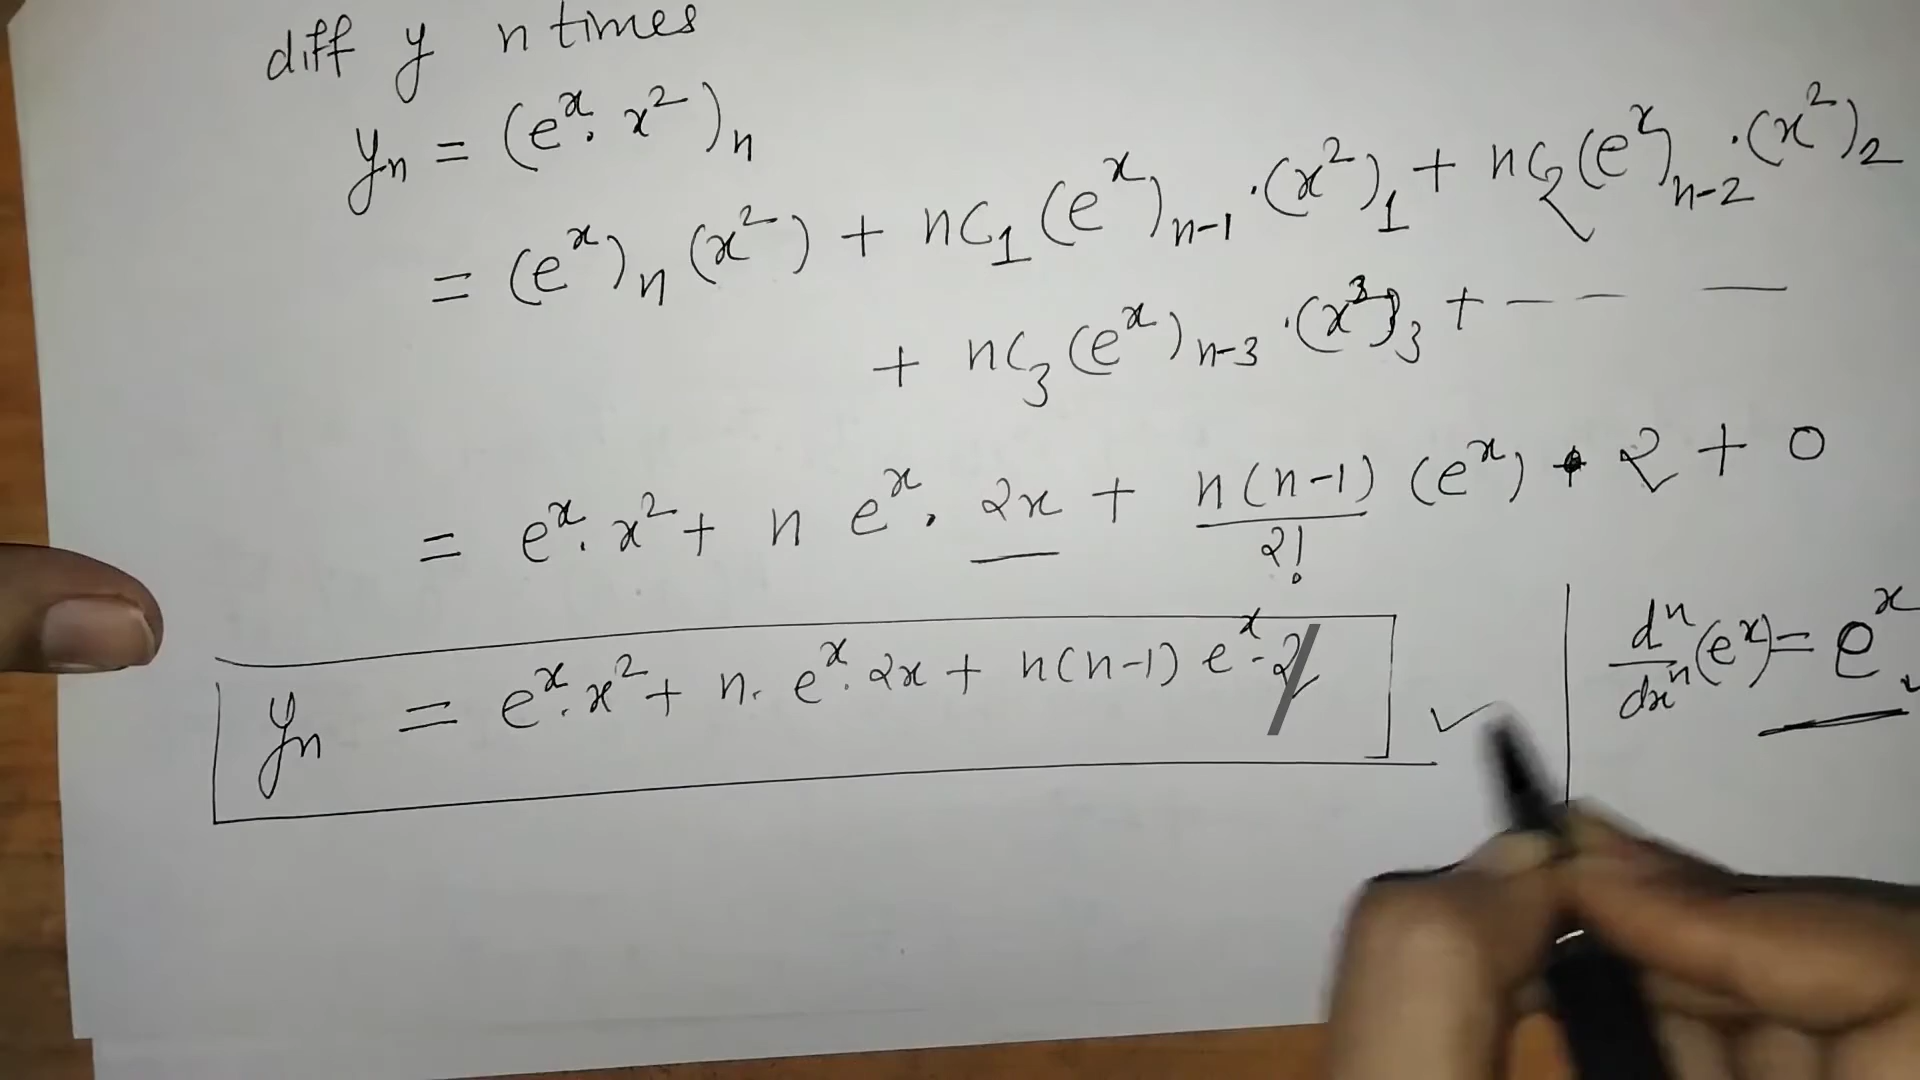 diff y n times
yₙ = (eˣ. x²)ₙ
= (eˣ)ₙ (x²) + nC₁ (eˣ)ₙ₋₁ .(x²)₁ + nC₂ (eˣ)ₙ₋₂ .(x²)₂
+ nC₃ (eˣ)ₙ₋₃ .(x³)₃ + — — —
= eˣ. x² + n eˣ. 2x + n(n-1)/2! (eˣ) · 2 + 0
yₙ = eˣ. x² + n. eˣ. 2x + n(n-1) eˣ - 2
dⁿ/dxⁿ (eˣ) = eˣ